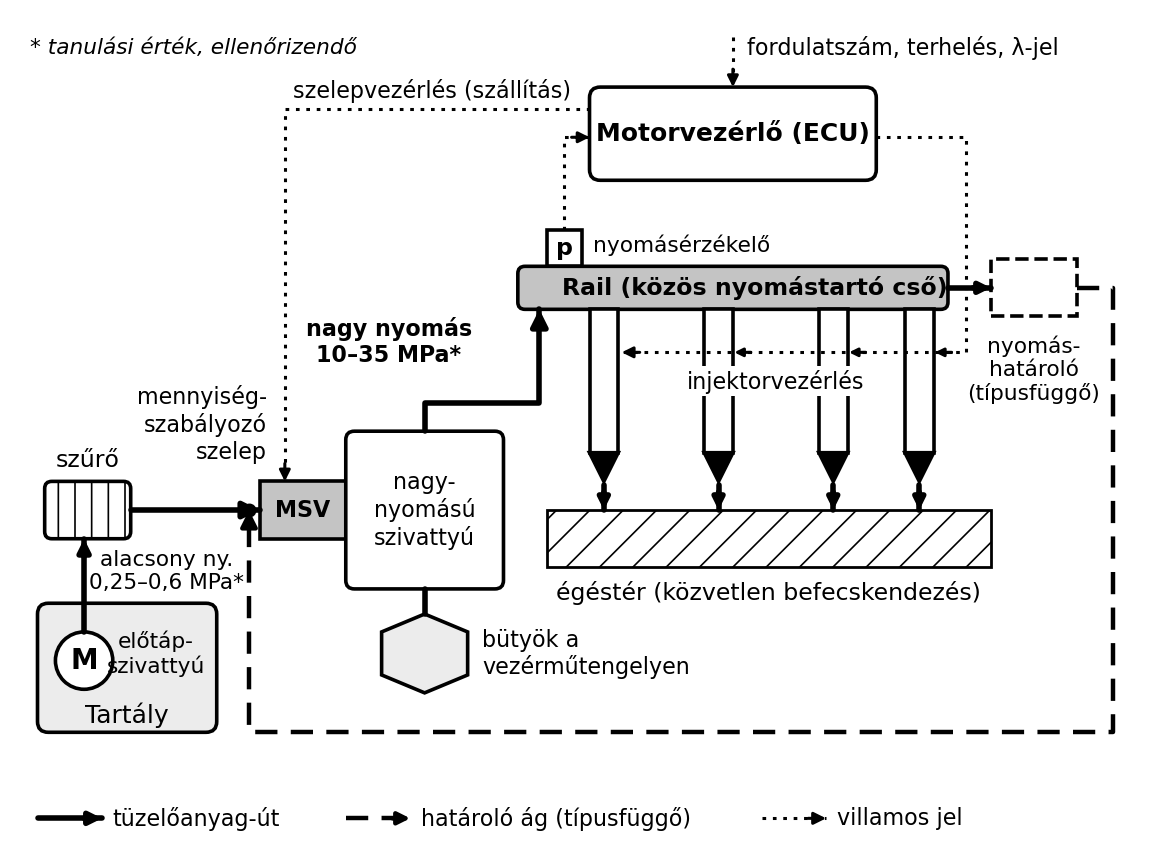 * tanulási érték, ellenőrizendő
fordulatszám, terhelés, λ-jel
szelepvezérlés (szállítás)
Motorvezérlő (ECU)
p
nyomásérzékelő
Rail (közös nyomástartó cső)
nagy nyomás
10–35 MPa*
nyomás-
határoló
(típusfüggő)
injektorvezérlés
mennyiség-
szabályozó
szelep
szűrő
MSV
nagy-
nyomású
szivattyú
alacsony ny.
0,25–0,6 MPa*
égéstér (közvetlen befecskendezés)
M
előtáp-
szivattyú
Tartály
bütyök a
vezérműtengelyen
tüzelőanyag-út
határoló ág (típusfüggő)
villamos jel